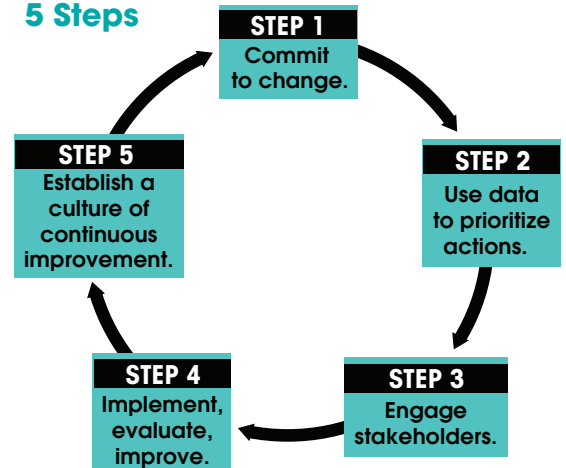 5 Steps
STEP 1
Commit
to change.
STEP 2
Use data
to prioritize
actions.
STEP 3
Engage
stakeholders.
STEP 4
Implement,
evaluate,
improve.
STEP 5
Establish a
culture of
continuous
improvement.